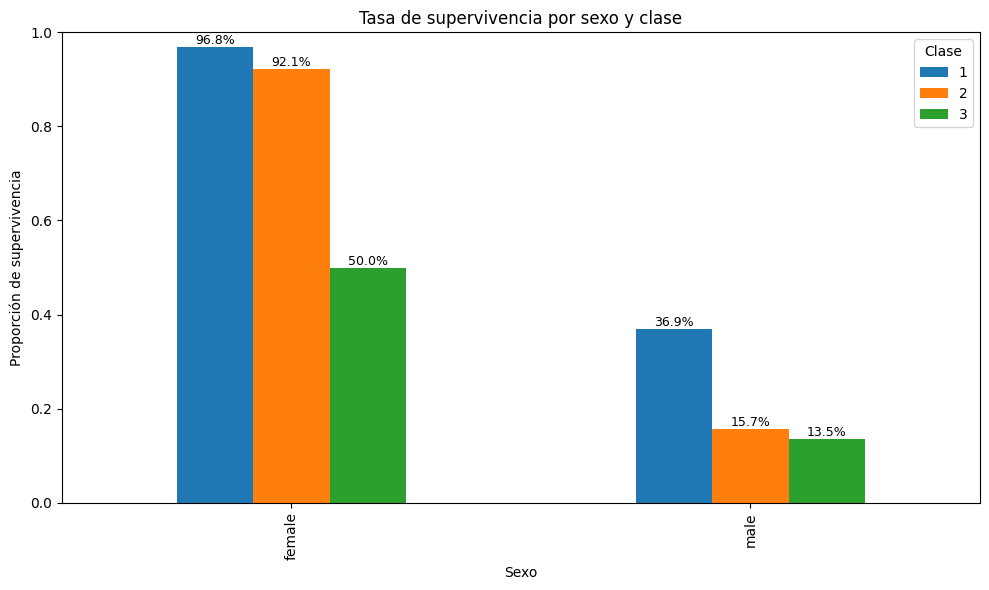 Tasa de supervivencia por sexo y clase
Proporción de supervivencia
1.0
0.8
0.6
0.4
0.2
0.0
96.8%
92.1%
50.0%
36.9%
15.7%
13.5%
Clase
1
2
3
female
male
Sexo